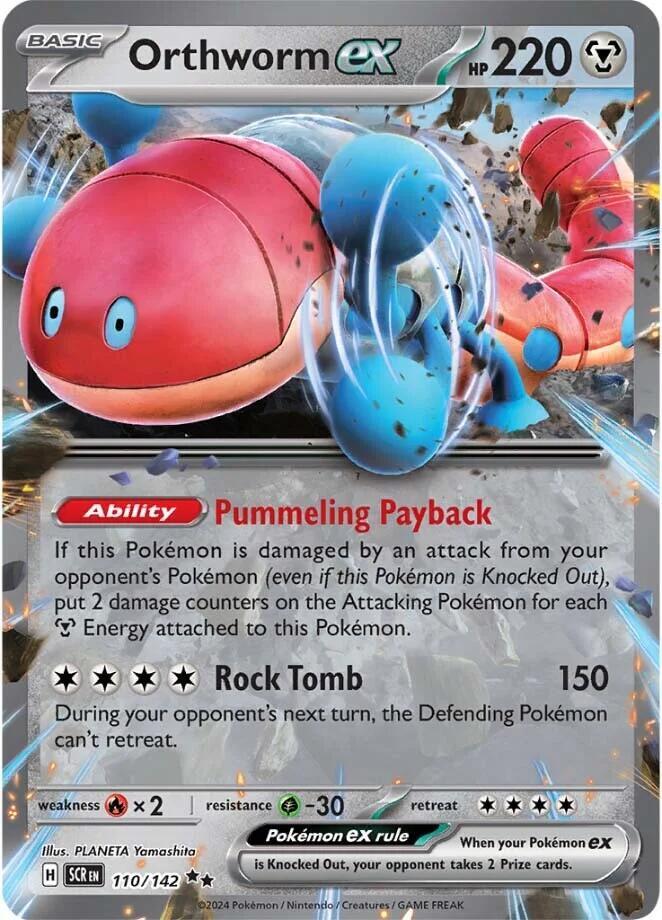 BASIC
Orthworm ex HP 220
Ability Pummeling Payback
If this Pokémon is damaged by an attack from your
opponent's Pokémon (even if this Pokémon is Knocked Out),
put 2 damage counters on the Attacking Pokémon for each
Energy attached to this Pokémon.
Rock Tomb 150
During your opponent's next turn, the Defending Pokémon
can't retreat.
weakness ×2 resistance -30 retreat
Illus. PLANETA Yamashita
Pokémon ex rule When your Pokémon ex
is Knocked Out, your opponent takes 2 Prize cards.
H SCR EN 110/142 ★★
©2024 Pokémon / Nintendo / Creatures / GAME FREAK